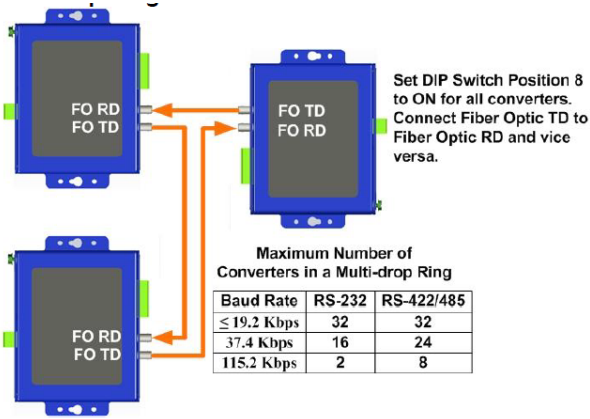 FO RD
FO TD
FO TD
FO RD
Set DIP Switch Position 8
to ON for all converters.
Connect Fiber Optic TD to
Fiber Optic RD and vice
versa.
FO RD
FO TD
Maximum Number of
Converters in a Multi-drop Ring
Baud Rate RS-232 RS-422/485
≤ 19.2 Kbps 32 32
37.4 Kbps 16 24
115.2 Kbps 2 8